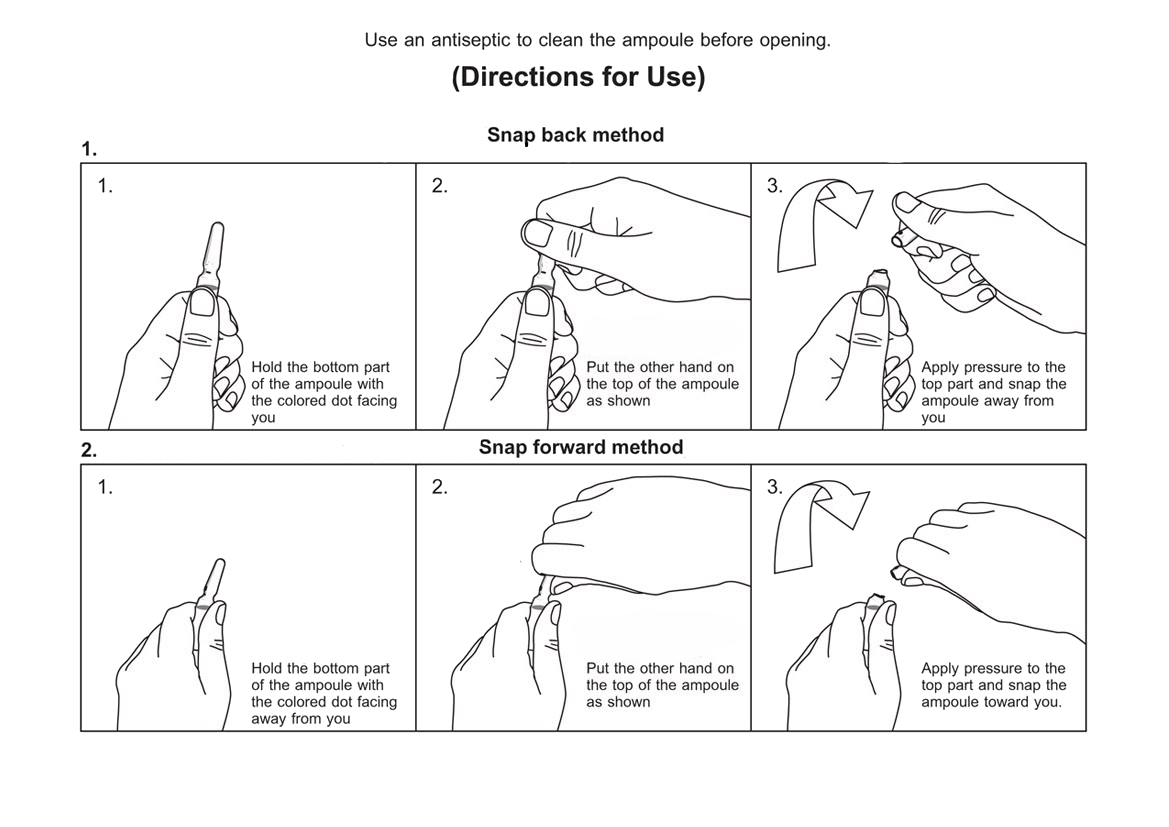 Use an antiseptic to clean the ampoule before opening.
(Directions for Use)
Snap back method
1.
1.
Hold the bottom part
of the ampoule with
the colored dot facing
you
2.
Put the other hand on
the top of the ampoule
as shown
3.
Apply pressure to the
top part and snap the
ampoule away from
you
Snap forward method
2.
1.
Hold the bottom part
of the ampoule with
the colored dot facing
away from you
2.
Put the other hand on
the top of the ampoule
as shown
3.
Apply pressure to the
top part and snap the
ampoule toward you.